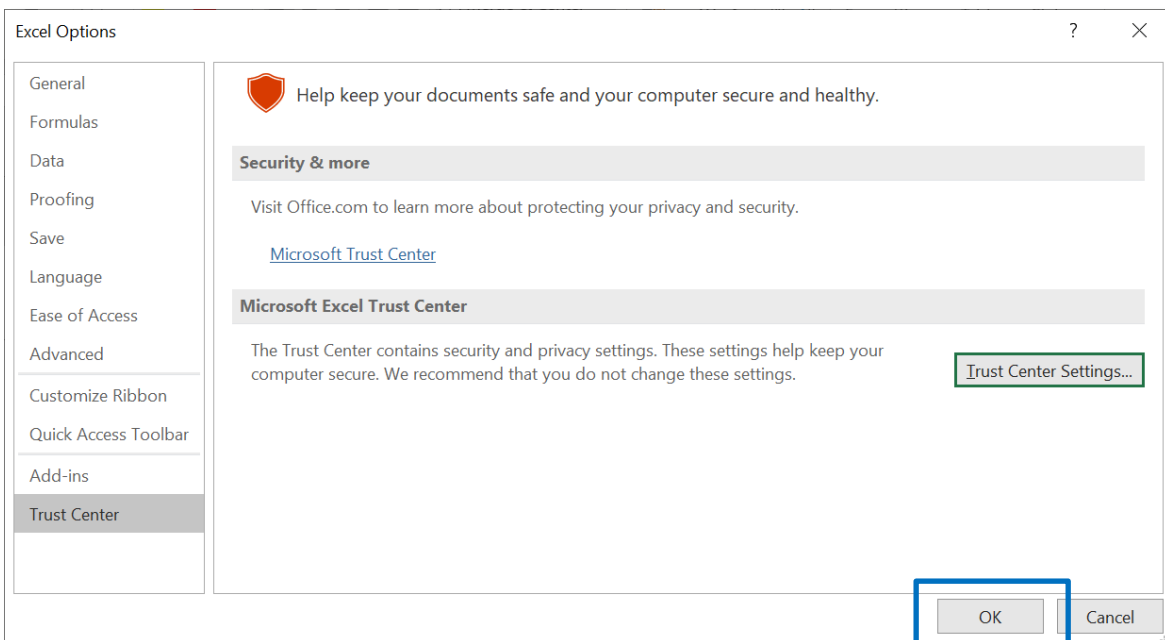 Excel Options
?
General
Formulas
Data
Proofing
Save
Language
Ease of Access
Advanced
Customize Ribbon
Quick Access Toolbar
Add-ins
Trust Center
Help keep your documents safe and your computer secure and healthy.
Security & more
Visit Office.com to learn more about protecting your privacy and security.
Microsoft Trust Center
Microsoft Excel Trust Center
The Trust Center contains security and privacy settings. These settings help keep your
computer secure. We recommend that you do not change these settings.
Trust Center Settings...
OK
Cancel